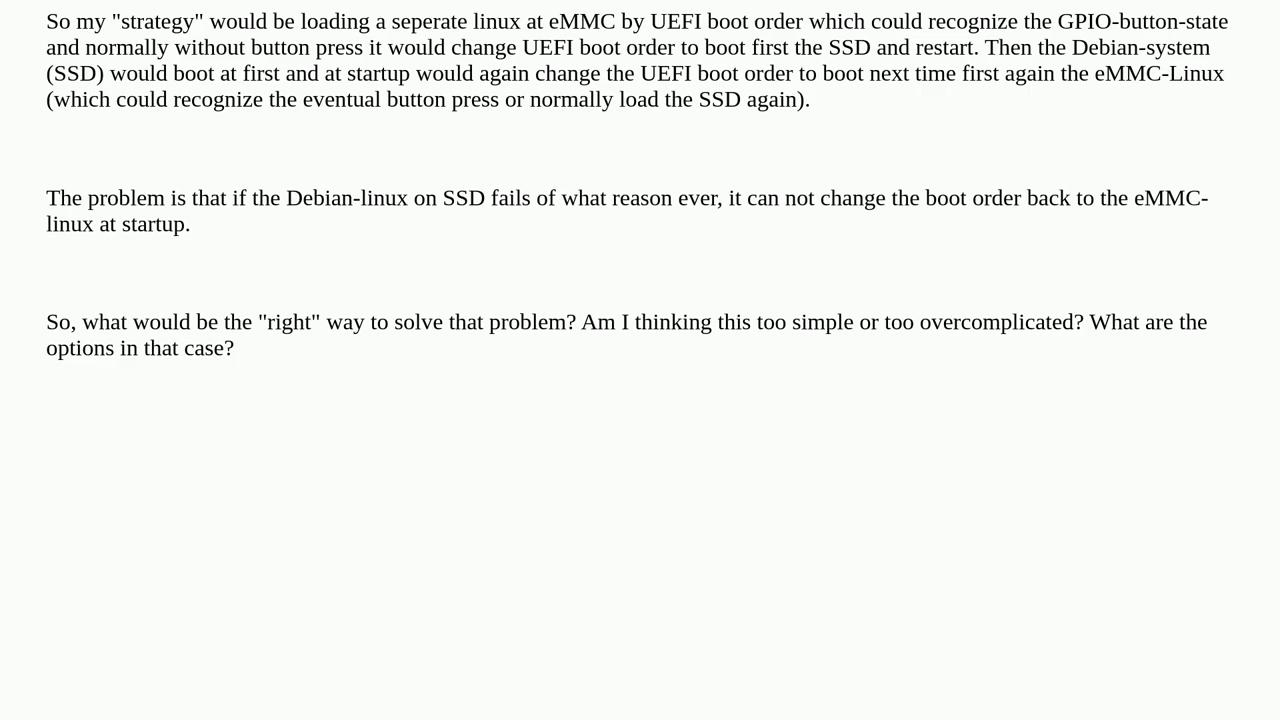 So my "strategy" would be loading a seperate linux at eMMC by UEFI boot order which could recognize the GPIO-button-state
and normally without button press it would change UEFI boot order to boot first the SSD and restart. Then the Debian-system
(SSD) would boot at first and at startup would again change the UEFI boot order to boot next time first again the eMMC-Linux
(which could recognize the eventual button press or normally load the SSD again).
The problem is that if the Debian-linux on SSD fails of what reason ever, it can not change the boot order back to the eMMC-
linux at startup.
So, what would be the "right" way to solve that problem? Am I thinking this too simple or too overcomplicated? What are the
options in that case?